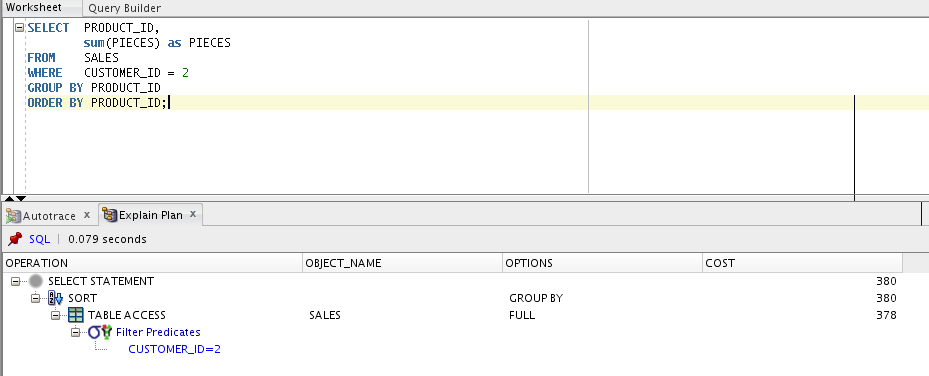 Worksheet Query Builder
SELECT PRODUCT_ID,
sum(PIECES) as PIECES
FROM SALES
WHERE CUSTOMER_ID = 2
GROUP BY PRODUCT_ID
ORDER BY PRODUCT_ID;
Autotrace x Explain Plan x
SQL | 0.079 seconds
OPERATION OBJECT_NAME OPTIONS COST
SELECT STATEMENT 380
SORT GROUP BY 380
TABLE ACCESS SALES FULL 378
Filter Predicates
CUSTOMER_ID=2